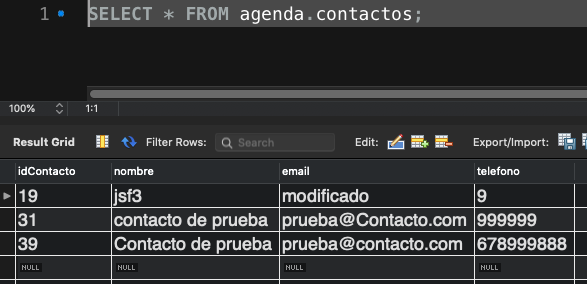 1 SELECT * FROM agenda.contactos;
100% 1:1
Result Grid Filter Rows: Search Edit: Export/Import:
idContacto nombre email telefono
19 jsf3 modificado 9
31 contacto de prueba prueba@Contacto.com 999999
39 Contacto de prueba prueba@contacto.com 678999888
NULL NULL NULL NULL